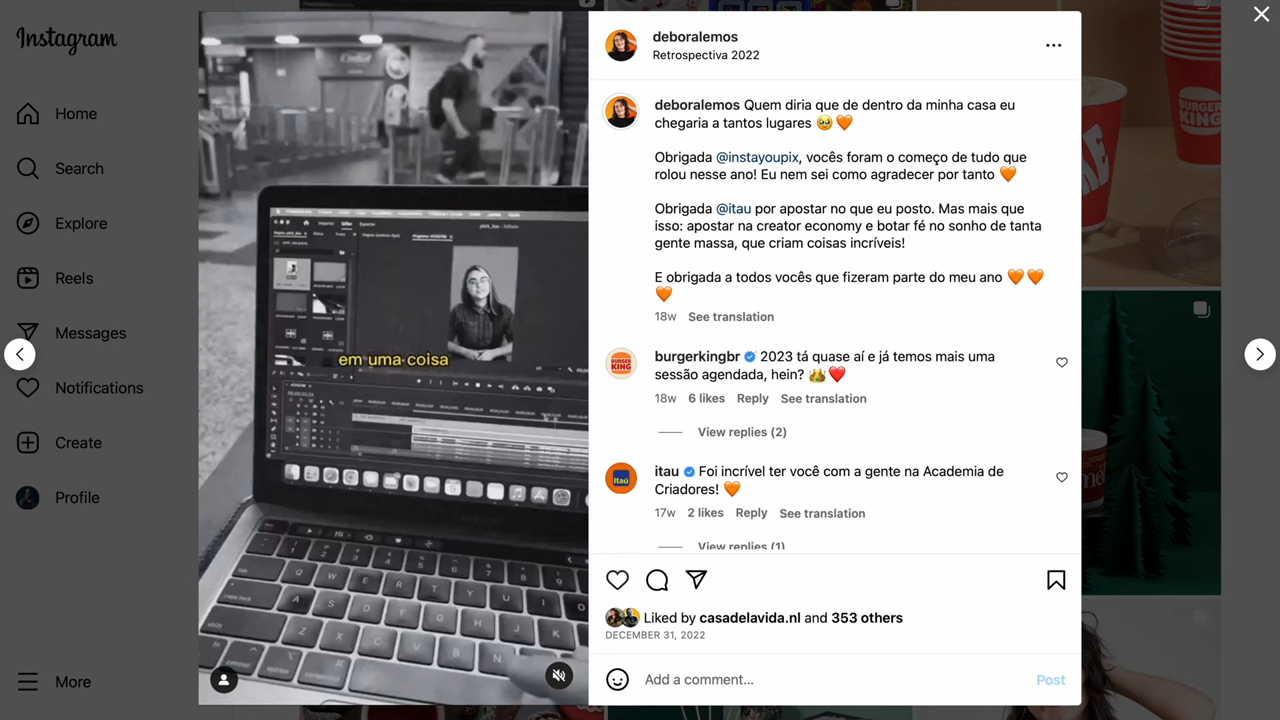 Instagram
Home
Search
Explore
Reels
Messages
Notifications
Create
Profile
More
em uma coisa
deboralemos
Retrospectiva 2022
deboralemos Quem diria que de dentro da minha casa eu
chegaria a tantos lugares 🥹🧡
Obrigada @instayoupix, vocês foram o começo de tudo que
rolou nesse ano! Eu nem sei como agradecer por tanto 🧡
Obrigada @itau por apostar no que eu posto. Mas mais que
isso: apostar na creator economy e botar fé no sonho de tanta
gente massa, que criam coisas incríveis!
E obrigada a todos vocês que fizeram parte do meu ano 🧡🧡
🧡
18w See translation
BURGER KING
burgerkingbr 2023 tá quase aí e já temos mais uma
sessão agendada, hein? 👑❤️
18w 6 likes Reply See translation
View replies (2)
Itaú
itau Foi incrível ter você com a gente na Academia de
Criadores! 🧡
17w 2 likes Reply See translation
View replies (1)
Liked by casadelavida.nl and 353 others
DECEMBER 31, 2022
Add a comment...
Post
BURGER
KING